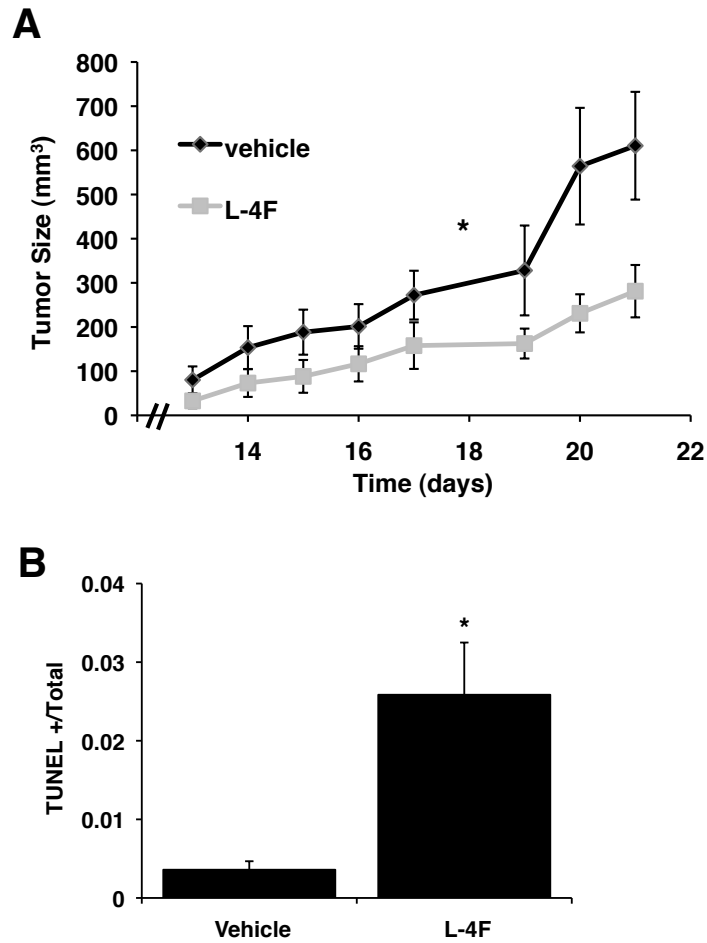 A
800
700
600
500
400
300
200
100
0
Tumor Size (mm³)
vehicle
L-4F
*
14 16 18 20 22
Time (days)
B
0.04
0.03
0.02
0.01
0
TUNEL +/Total
*
Vehicle L-4F